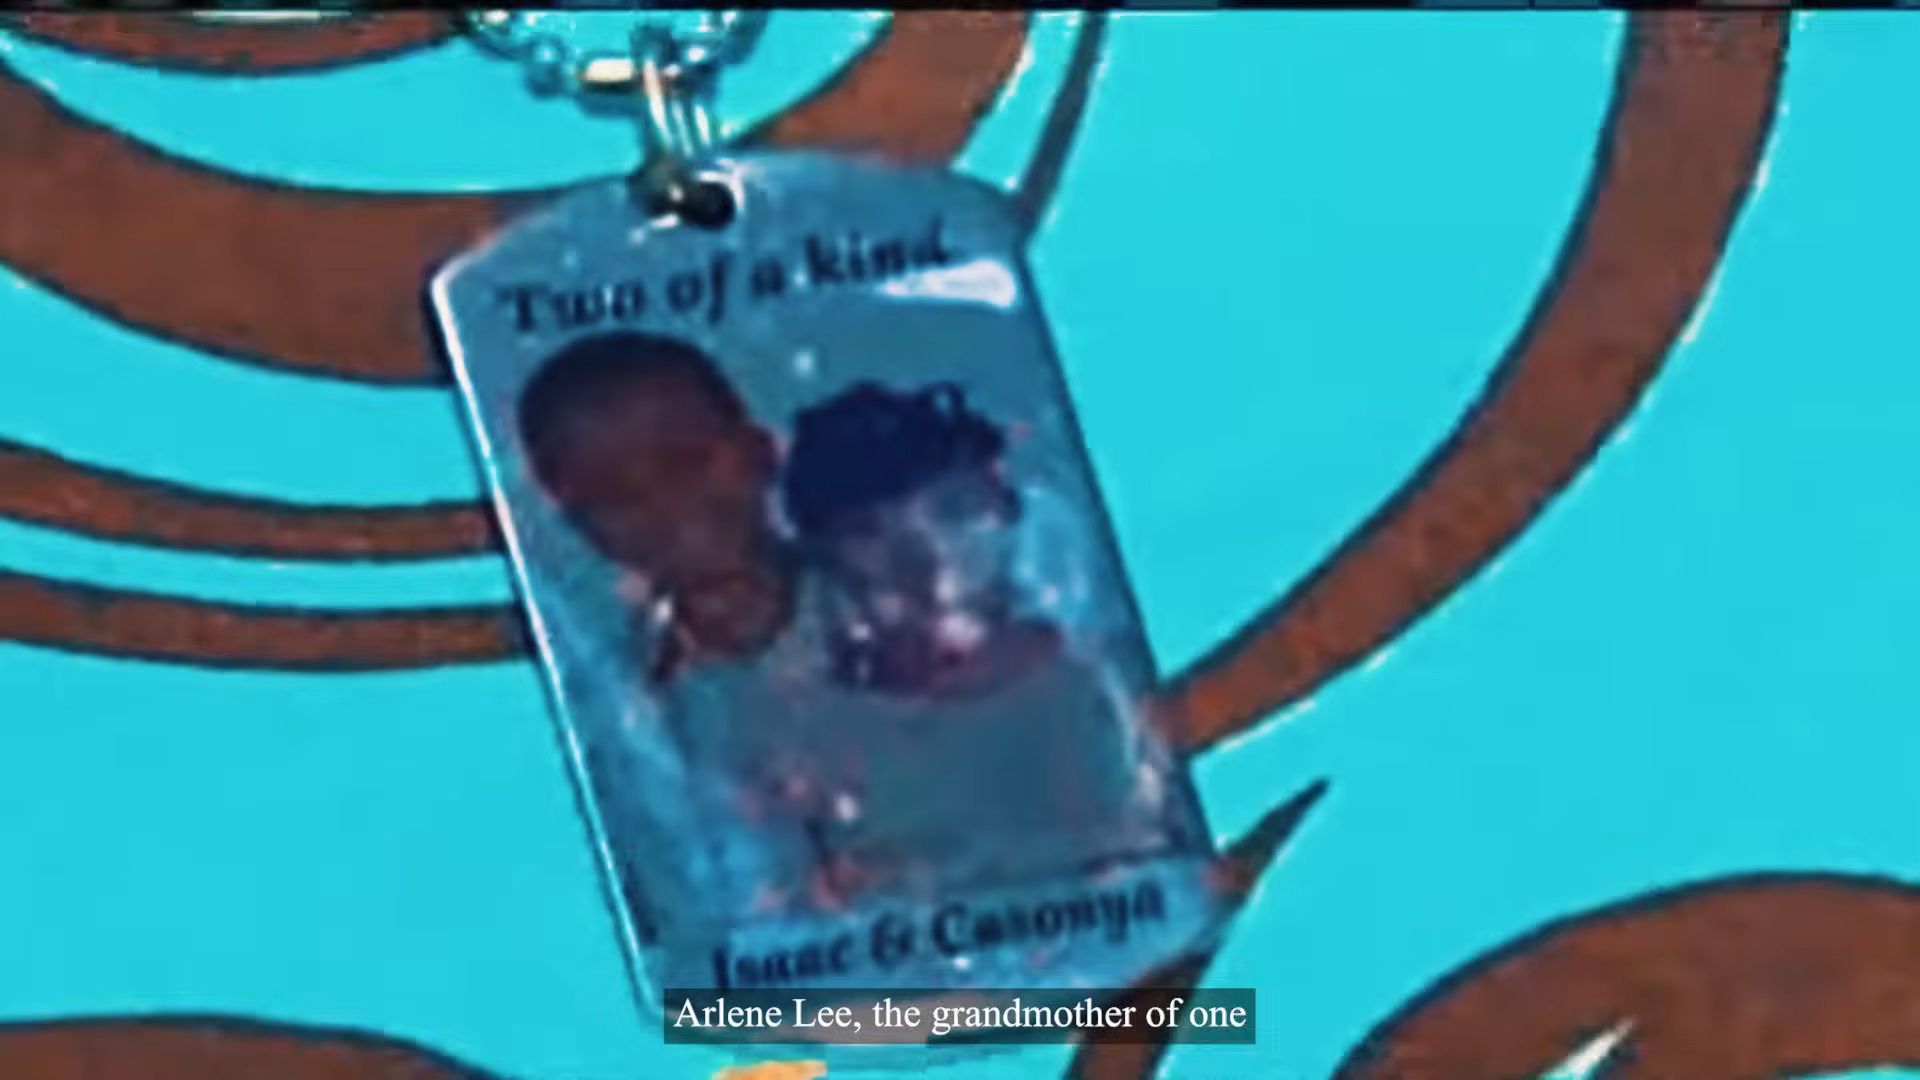 Two of a kind
Isaac & Casonya
Arlene Lee, the grandmother of one